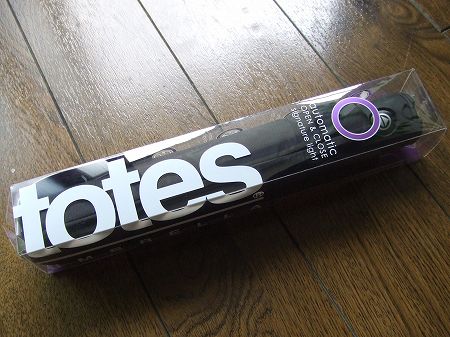 totes®
automatic
OPEN & CLOSE
signature light